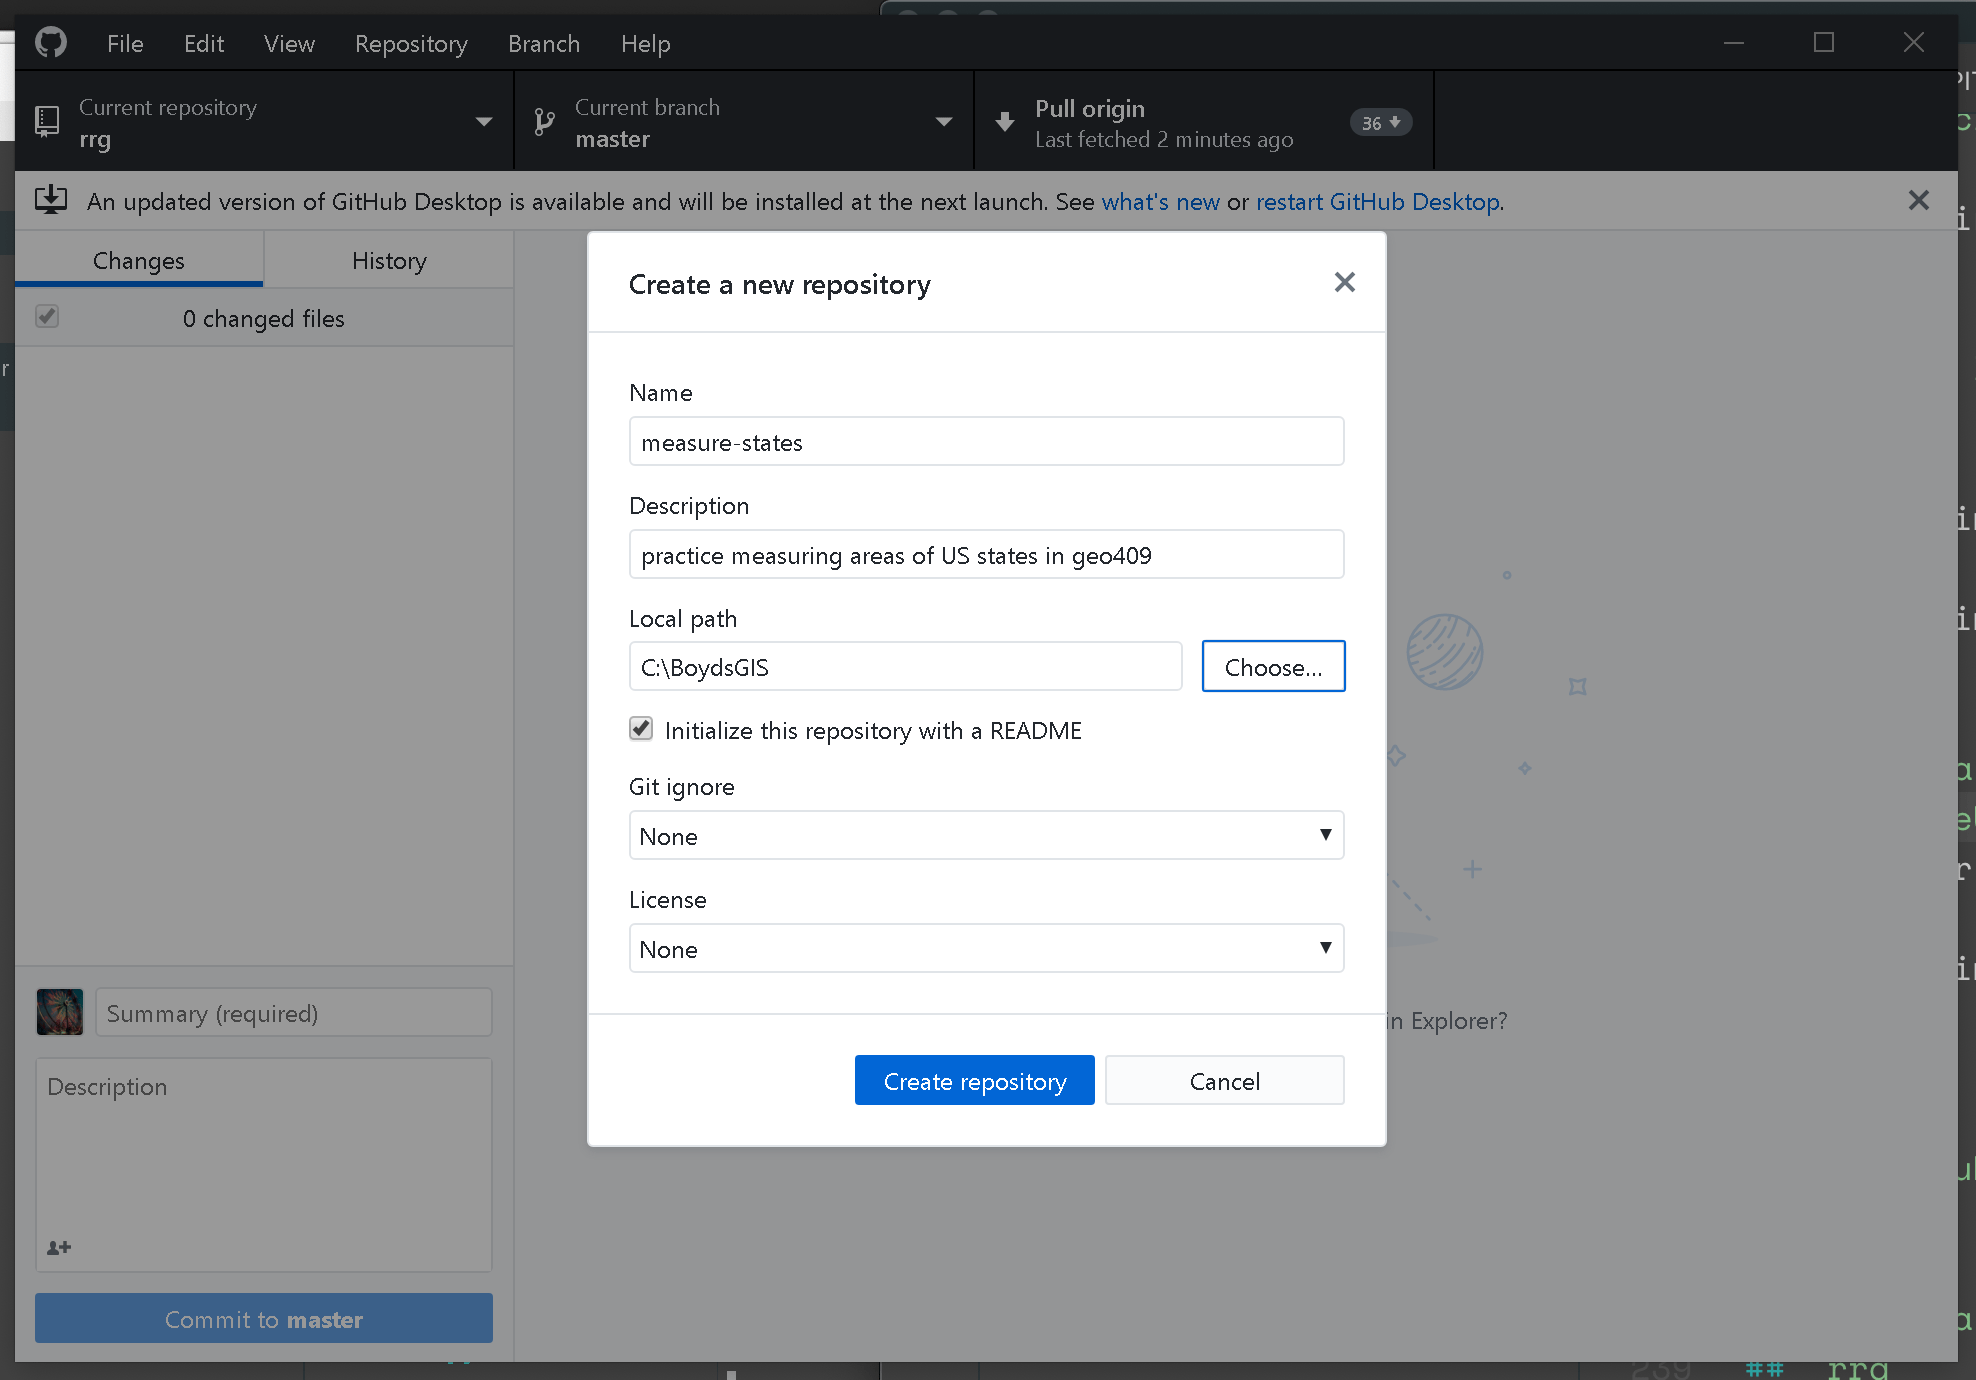 File Edit View Repository Branch Help
Current repository
rrg
Current branch
master
Pull origin
Last fetched 2 minutes ago
36
An updated version of GitHub Desktop is available and will be installed at the next launch. See what's new or restart GitHub Desktop.
Changes
History
0 changed files
Create a new repository
Name
measure-states
Description
practice measuring areas of US states in geo409
Local path
C:\BoydsGIS
Choose...
Initialize this repository with a README
Git ignore
None
License
None
in Explorer?
Create repository
Cancel
Summary (required)
Description
Commit to master
239 ## rrg